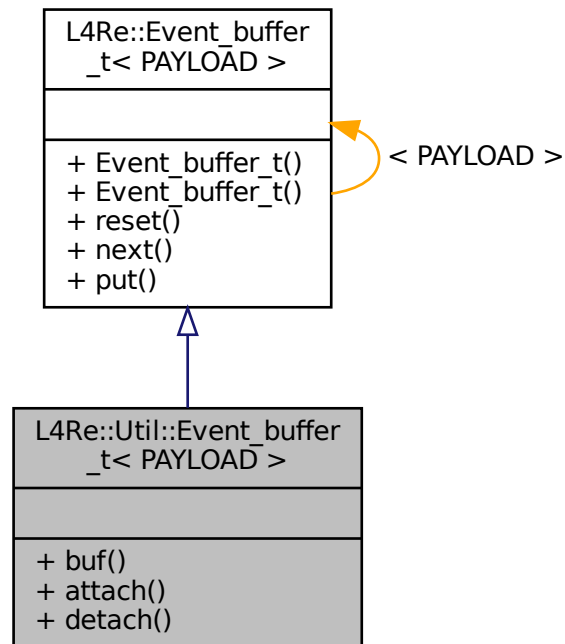 L4Re::Event_buffer
_t< PAYLOAD >
+ Event_buffer_t()
+ Event_buffer_t()
+ reset()
+ next()
+ put()
< PAYLOAD >
L4Re::Util::Event_buffer
_t< PAYLOAD >
+ buf()
+ attach()
+ detach()